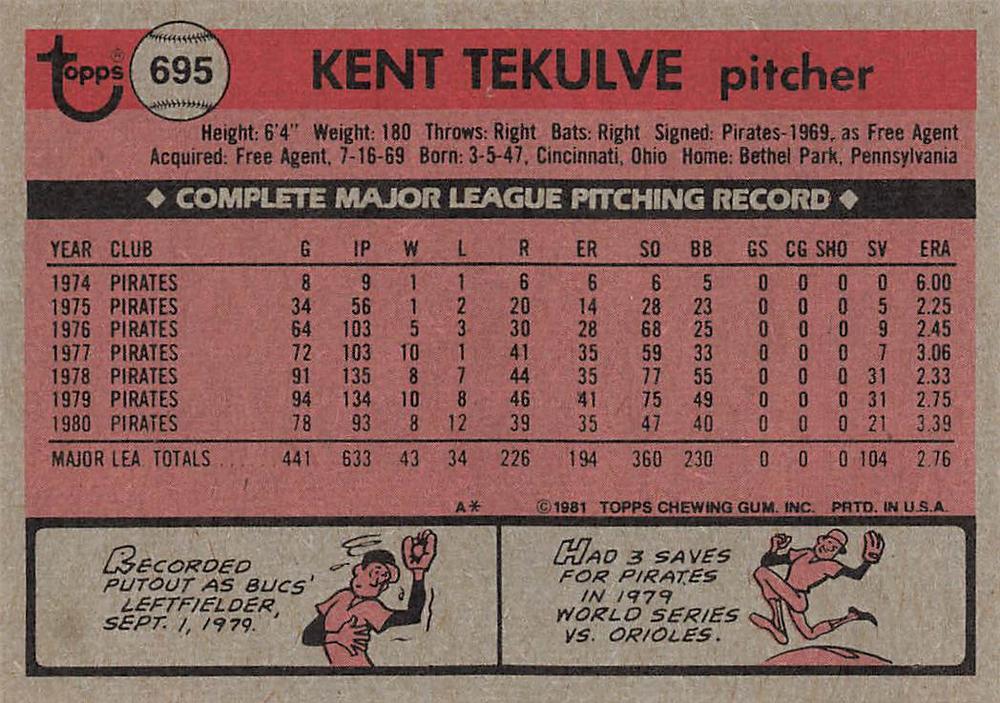 Topps® 695 KENT TEKULVE pitcher
Height: 6'4" Weight: 180 Throws: Right Bats: Right Signed: Pirates-1969, as Free Agent
Acquired: Free Agent, 7-16-69 Born: 3-5-47, Cincinnati, Ohio Home: Bethel Park, Pennsylvania
◆ COMPLETE MAJOR LEAGUE PITCHING RECORD ◆
YEAR CLUB G IP W L R ER SO BB GS CG SHO SV ERA
1974 PIRATES 8 9 1 1 6 6 6 5 0 0 0 0 6.00
1975 PIRATES 34 56 1 2 20 14 28 23 0 0 0 5 2.25
1976 PIRATES 64 103 5 3 30 28 68 25 0 0 0 9 2.45
1977 PIRATES 72 103 10 1 41 35 59 33 0 0 0 7 3.06
1978 PIRATES 91 135 8 7 44 35 77 55 0 0 0 31 2.33
1979 PIRATES 94 134 10 8 46 41 75 49 0 0 0 31 2.75
1980 PIRATES 78 93 8 12 39 35 47 40 0 0 0 21 3.39
MAJOR LEA. TOTALS 441 633 43 34 226 194 360 230 0 0 0 104 2.76
A* ©1981 TOPPS CHEWING GUM. INC. PRTD. IN U.S.A.
RECORDED
PUTOUT AS BUCS'
LEFTFIELDER,
SEPT. 1, 1979.
HAD 3 SAVES
FOR PIRATES
IN 1979
WORLD SERIES
VS. ORIOLES.